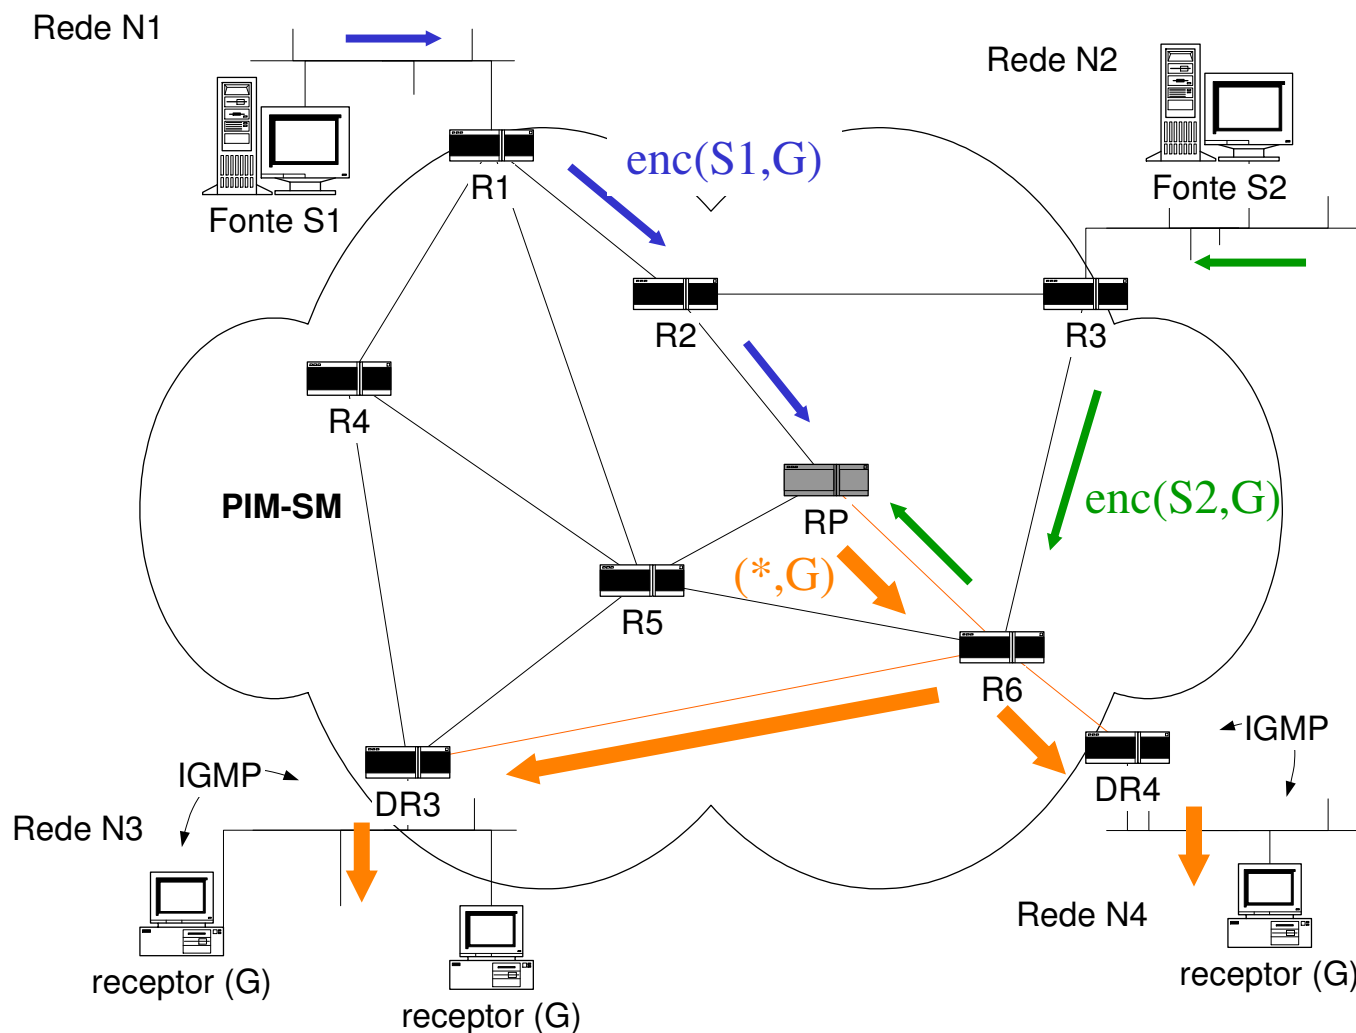 Rede N1
Rede N2
enc(S1,G)
R1
Fonte S1
Fonte S2
R2
R3
R4
PIM-SM
RP
enc(S2,G)
(*,G)
R5
R6
IGMP
IGMP
DR3
DR4
Rede N3
Rede N4
receptor (G)
receptor (G)
receptor (G)